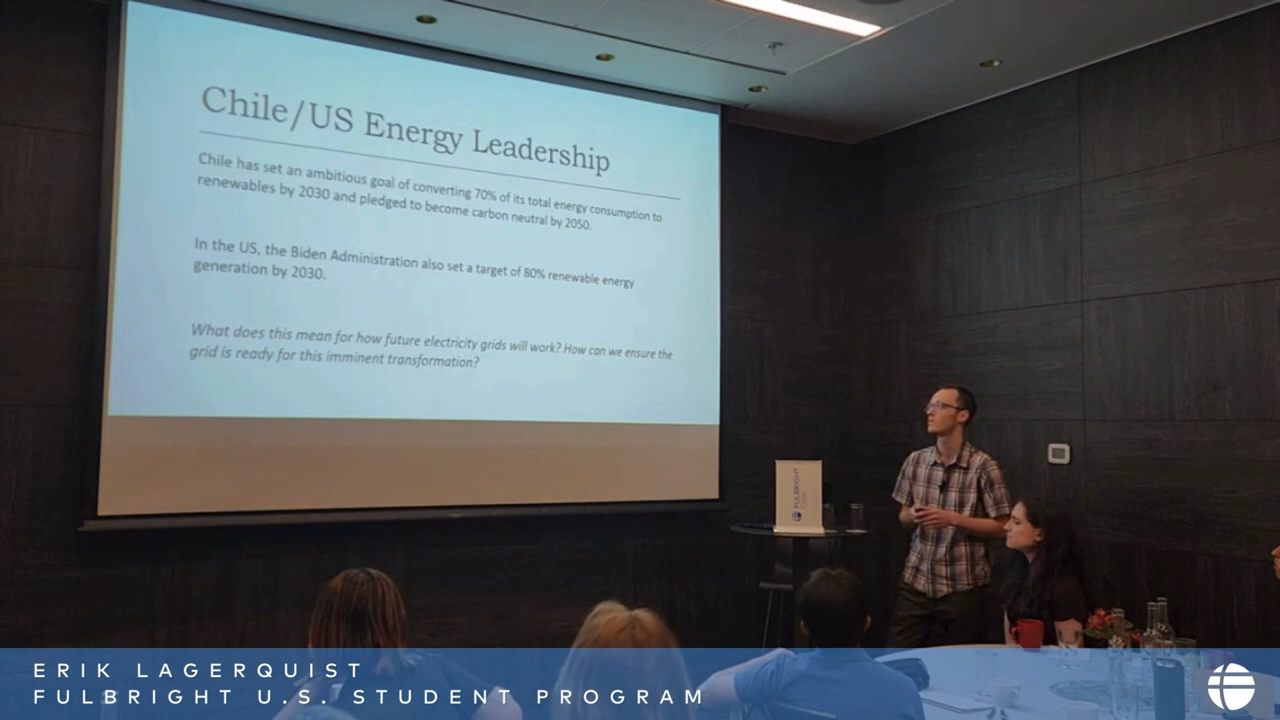 Chile/US Energy Leadership
Chile has set an ambitious goal of converting 70% of its total energy consumption to
renewables by 2030 and pledged to become carbon neutral by 2050.
In the US, the Biden Administration also set a target of 80% renewable energy
generation by 2030.
What does this mean for how future electricity grids will work? How can we ensure the
grid is ready for this imminent transformation?
FULBRIGHT
Chile
ERIK LAGERQUIST
FULBRIGHT U.S. STUDENT PROGRAM